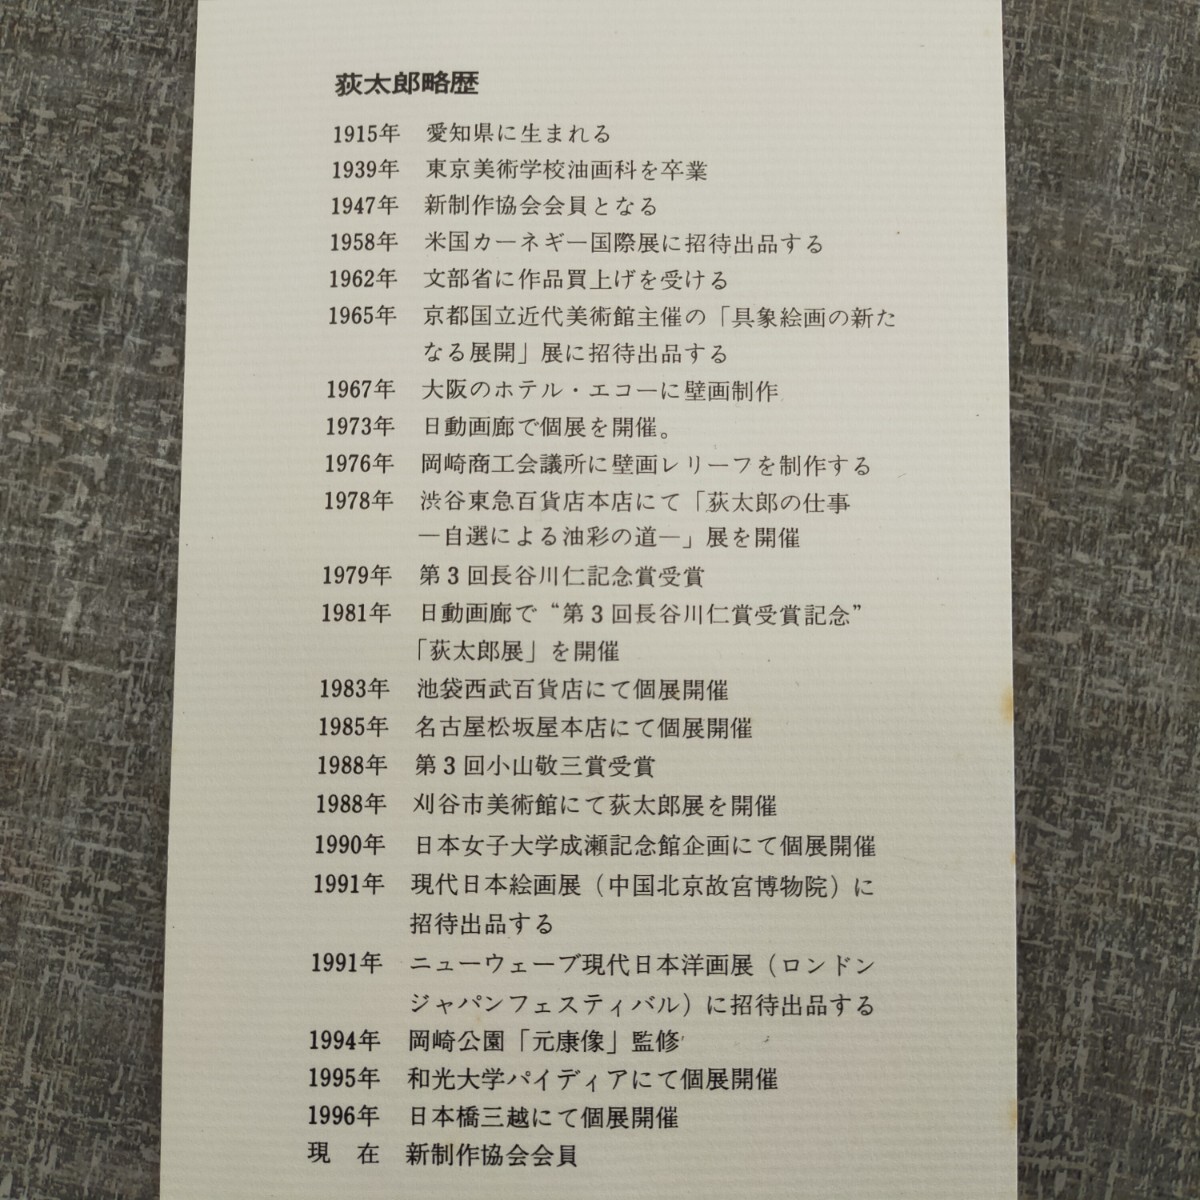 荻太郎略歴
1915年 愛知県に生まれる
1939年 東京美術学校油画科を卒業
1947年 新制作協会会員となる
1958年 米国カーネギー国際展に招待出品する
1962年 文部省に作品買上げを受ける
1965年 京都国立近代美術館主催の「具象絵画の新た
なる展開」展に招待出品する
1967年 大阪のホテル・エコーに壁画制作
1973年 日動画廊で個展を開催。
1976年 岡崎商工会議所に壁画レリーフを制作する
1978年 渋谷東急百貨店本店にて「荻太郎の仕事
―自選による油彩の道―」展を開催
1979年 第3回長谷川仁記念賞受賞
1981年 日動画廊で“第3回長谷川仁賞受賞記念”
「荻太郎展」を開催
1983年 池袋西武百貨店にて個展開催
1985年 名古屋松坂屋本店にて個展開催
1988年 第3回小山敬三賞受賞
1988年 刈谷市美術館にて荻太郎展を開催
1990年 日本女子大学成瀬記念館企画にて個展開催
1991年 現代日本絵画展（中国北京故宮博物院）に
招待出品する
1991年 ニューウェーブ現代日本洋画展（ロンドン
ジャパンフェスティバル）に招待出品する
1994年 岡崎公園「元康像」監修
1995年 和光大学パイディアにて個展開催
1996年 日本橋三越にて個展開催
現 在 新制作協会会員